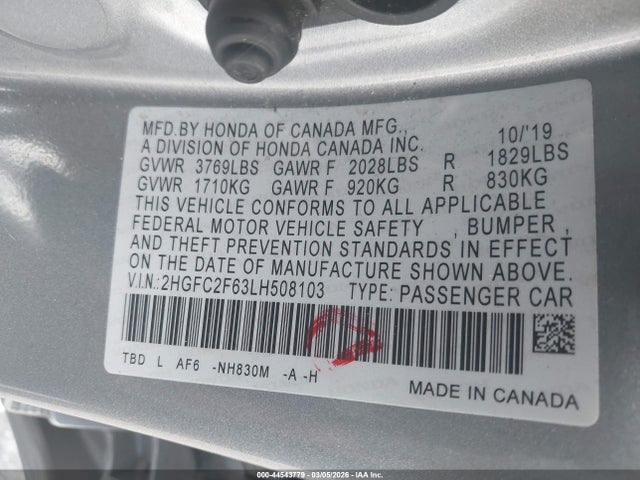 MFD.BY HONDA OF CANADA MFG., 10/'19
A DIVISION OF HONDA CANADA INC.
GVWR 3769LBS GAWR F 2028LBS R 1829LBS
GVWR 1710KG GAWR F 920KG R 830KG
THIS VEHICLE CONFORMS TO ALL APPLICABLE
FEDERAL MOTOR VEHICLE SAFETY , BUMPER ,
AND THEFT PREVENTION STANDARDS IN EFFECT
ON THE DATE OF MANUFACTURE SHOWN ABOVE.
V.I.N.:2HGFC2F63LH508103 TYPE: PASSENGER CAR
TBD L AF6 -NH830M -A -H
MADE IN CANADA
000-44543779 - 03/05/2026 - IAA Inc.